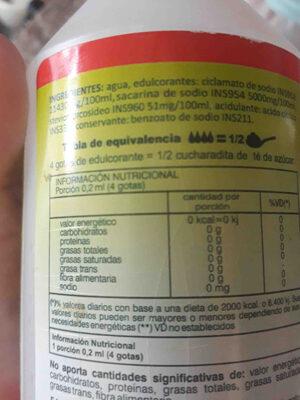 INGREDIENTES: agua, edulcorantes: ciclamato de sodio
/100ml, sacarina de sodio INS954 5000mg/100ml
INS960 51mg/100ml, acidulante: ácido
conservante: benzoato de sodio INS211.
Tabla de equivalencia = 1/2
4 gotas de edulcorante = 1/2 cucharadita de té de azúcar
INFORMACIÓN NUTRICIONAL
Porción 0,2 ml (4 gotas)
cantidad por porción %VD(*)
valor energético 0 kcal=0 kj 0
carbohidratos 0 g 0
proteínas 0 g 0
grasas totales 0 g 0
grasas saturadas 0 g 0
grasa trans 0 g
fibra alimentaria 0 g 0
sodio 0 mg 0
(*)% valores diarios con base a una dieta de 2000 kcal. o 8.400 kj.
valores diarios pueden ser mayores o menores dependiendo de sus
necesidades energéticas (**) VD no establecidos
Información Nutricional
1 porción 0,2 ml (4 gotas)
No aporta cantidades significativas de: valor energético
carbohidratos, proteínas, grasas totales, grasas saturadas
grasas trans, fibra alimentaria